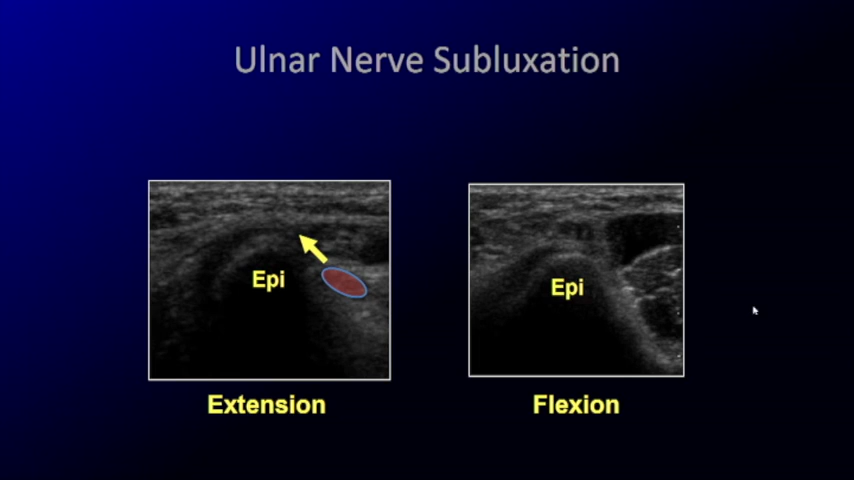 Ulnar Nerve Subluxation
Epi
Epi
Extension
Flexion